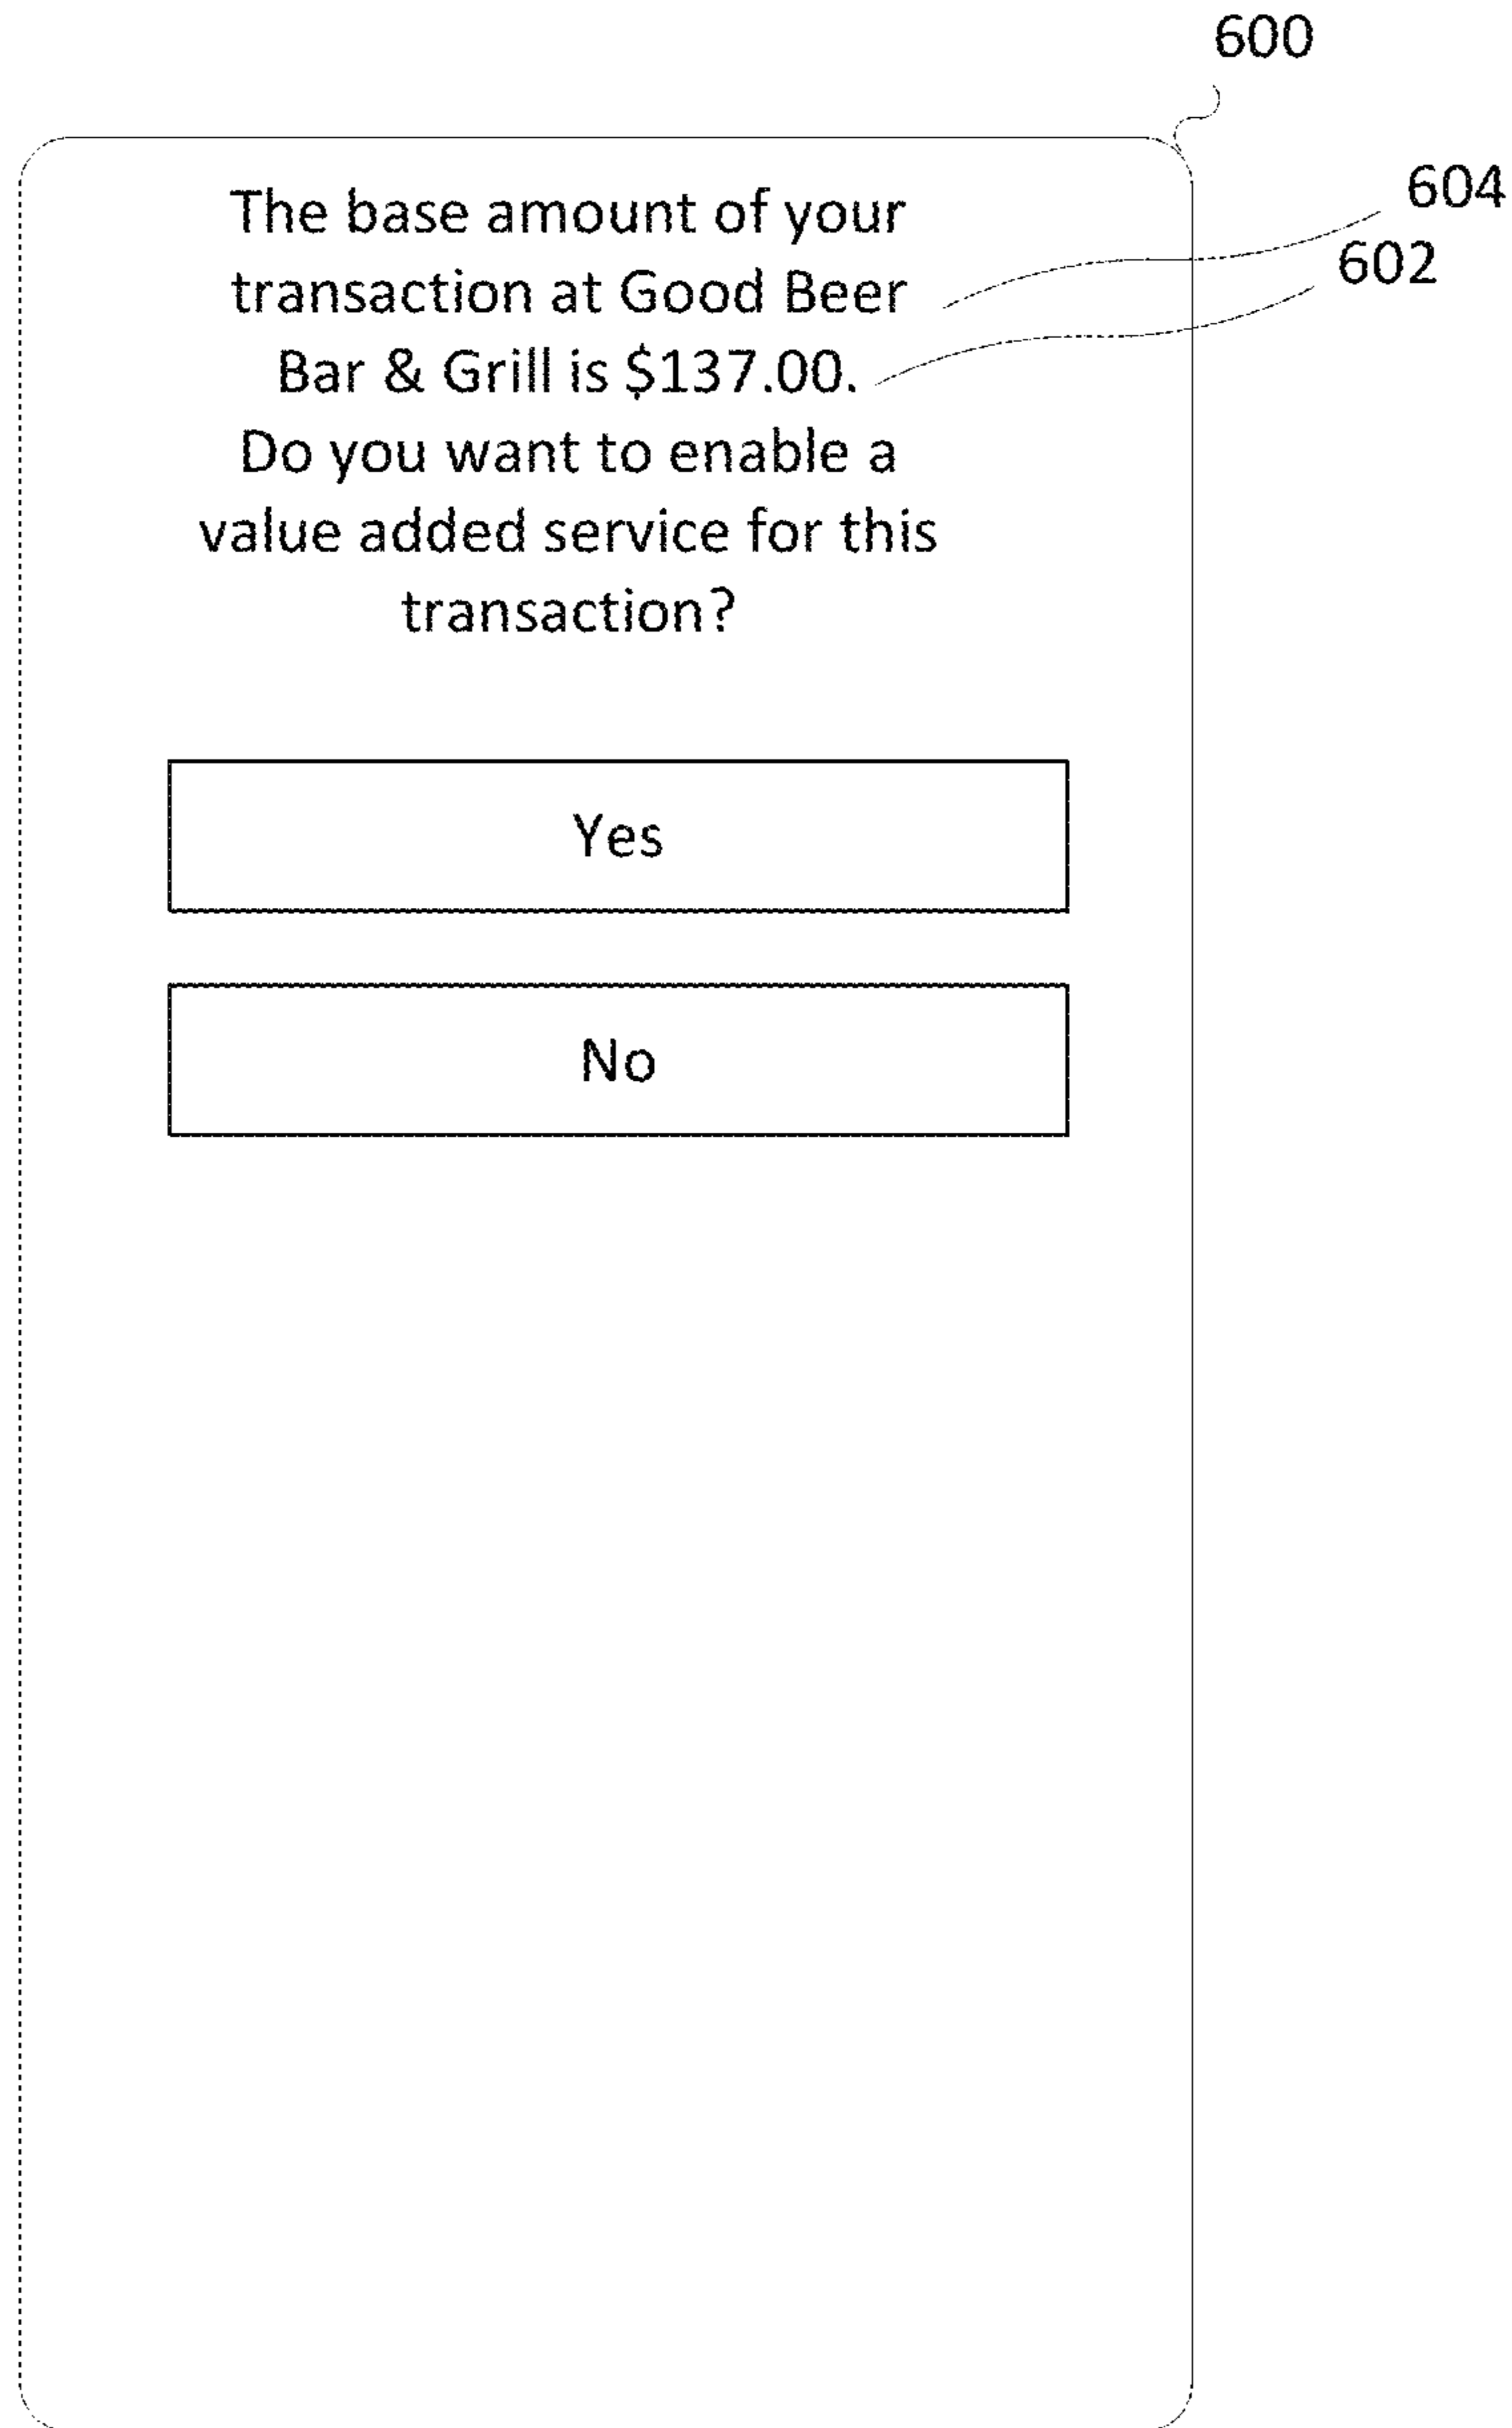 600
604
602
The base amount of your
transaction at Good Beer
Bar & Grill is $137.00.
Do you want to enable a
value added service for this
transaction?
Yes
No